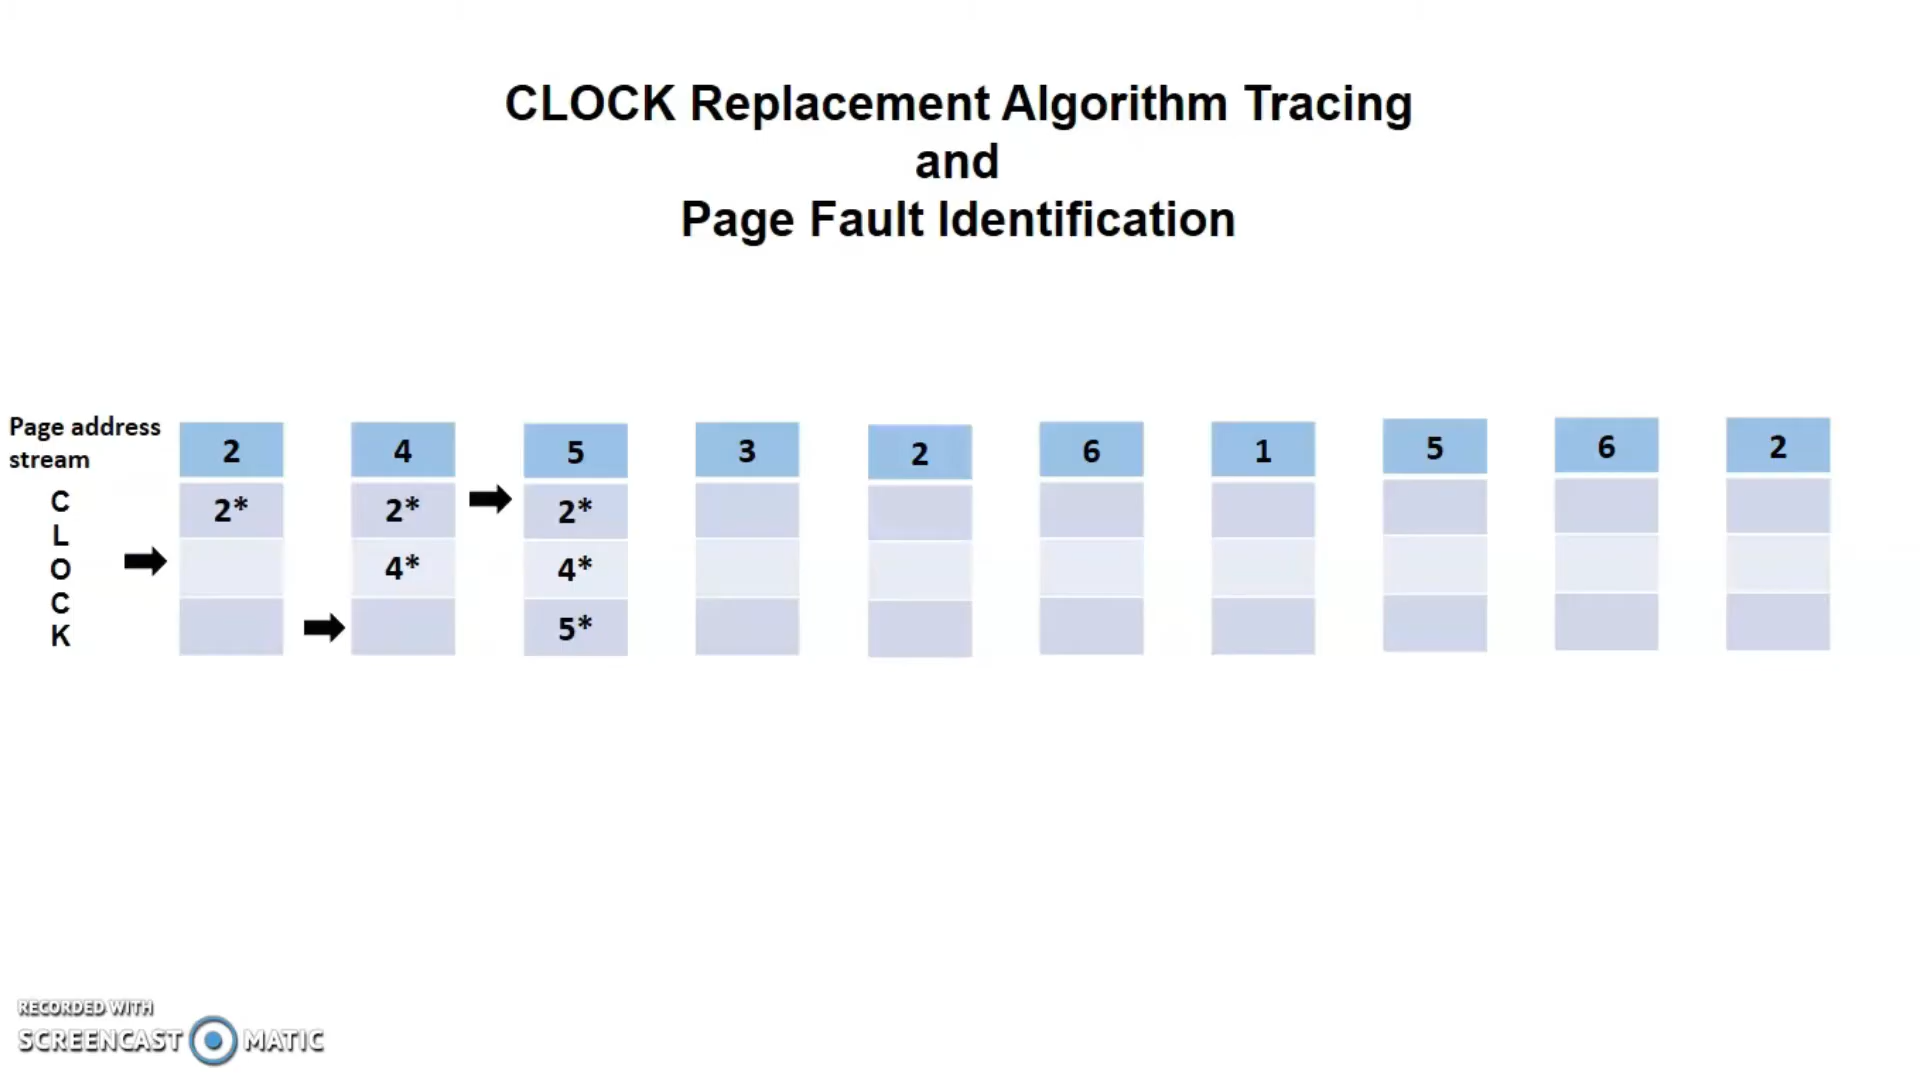 CLOCK Replacement Algorithm Tracing
and
Page Fault Identification
Page address
stream
2 4 5 3 2 6 1 5 6 2
C
L
O
C
K
2* 2* 2*
4* 4*
5*
RECORDED WITH
SCREENCAST MATIC